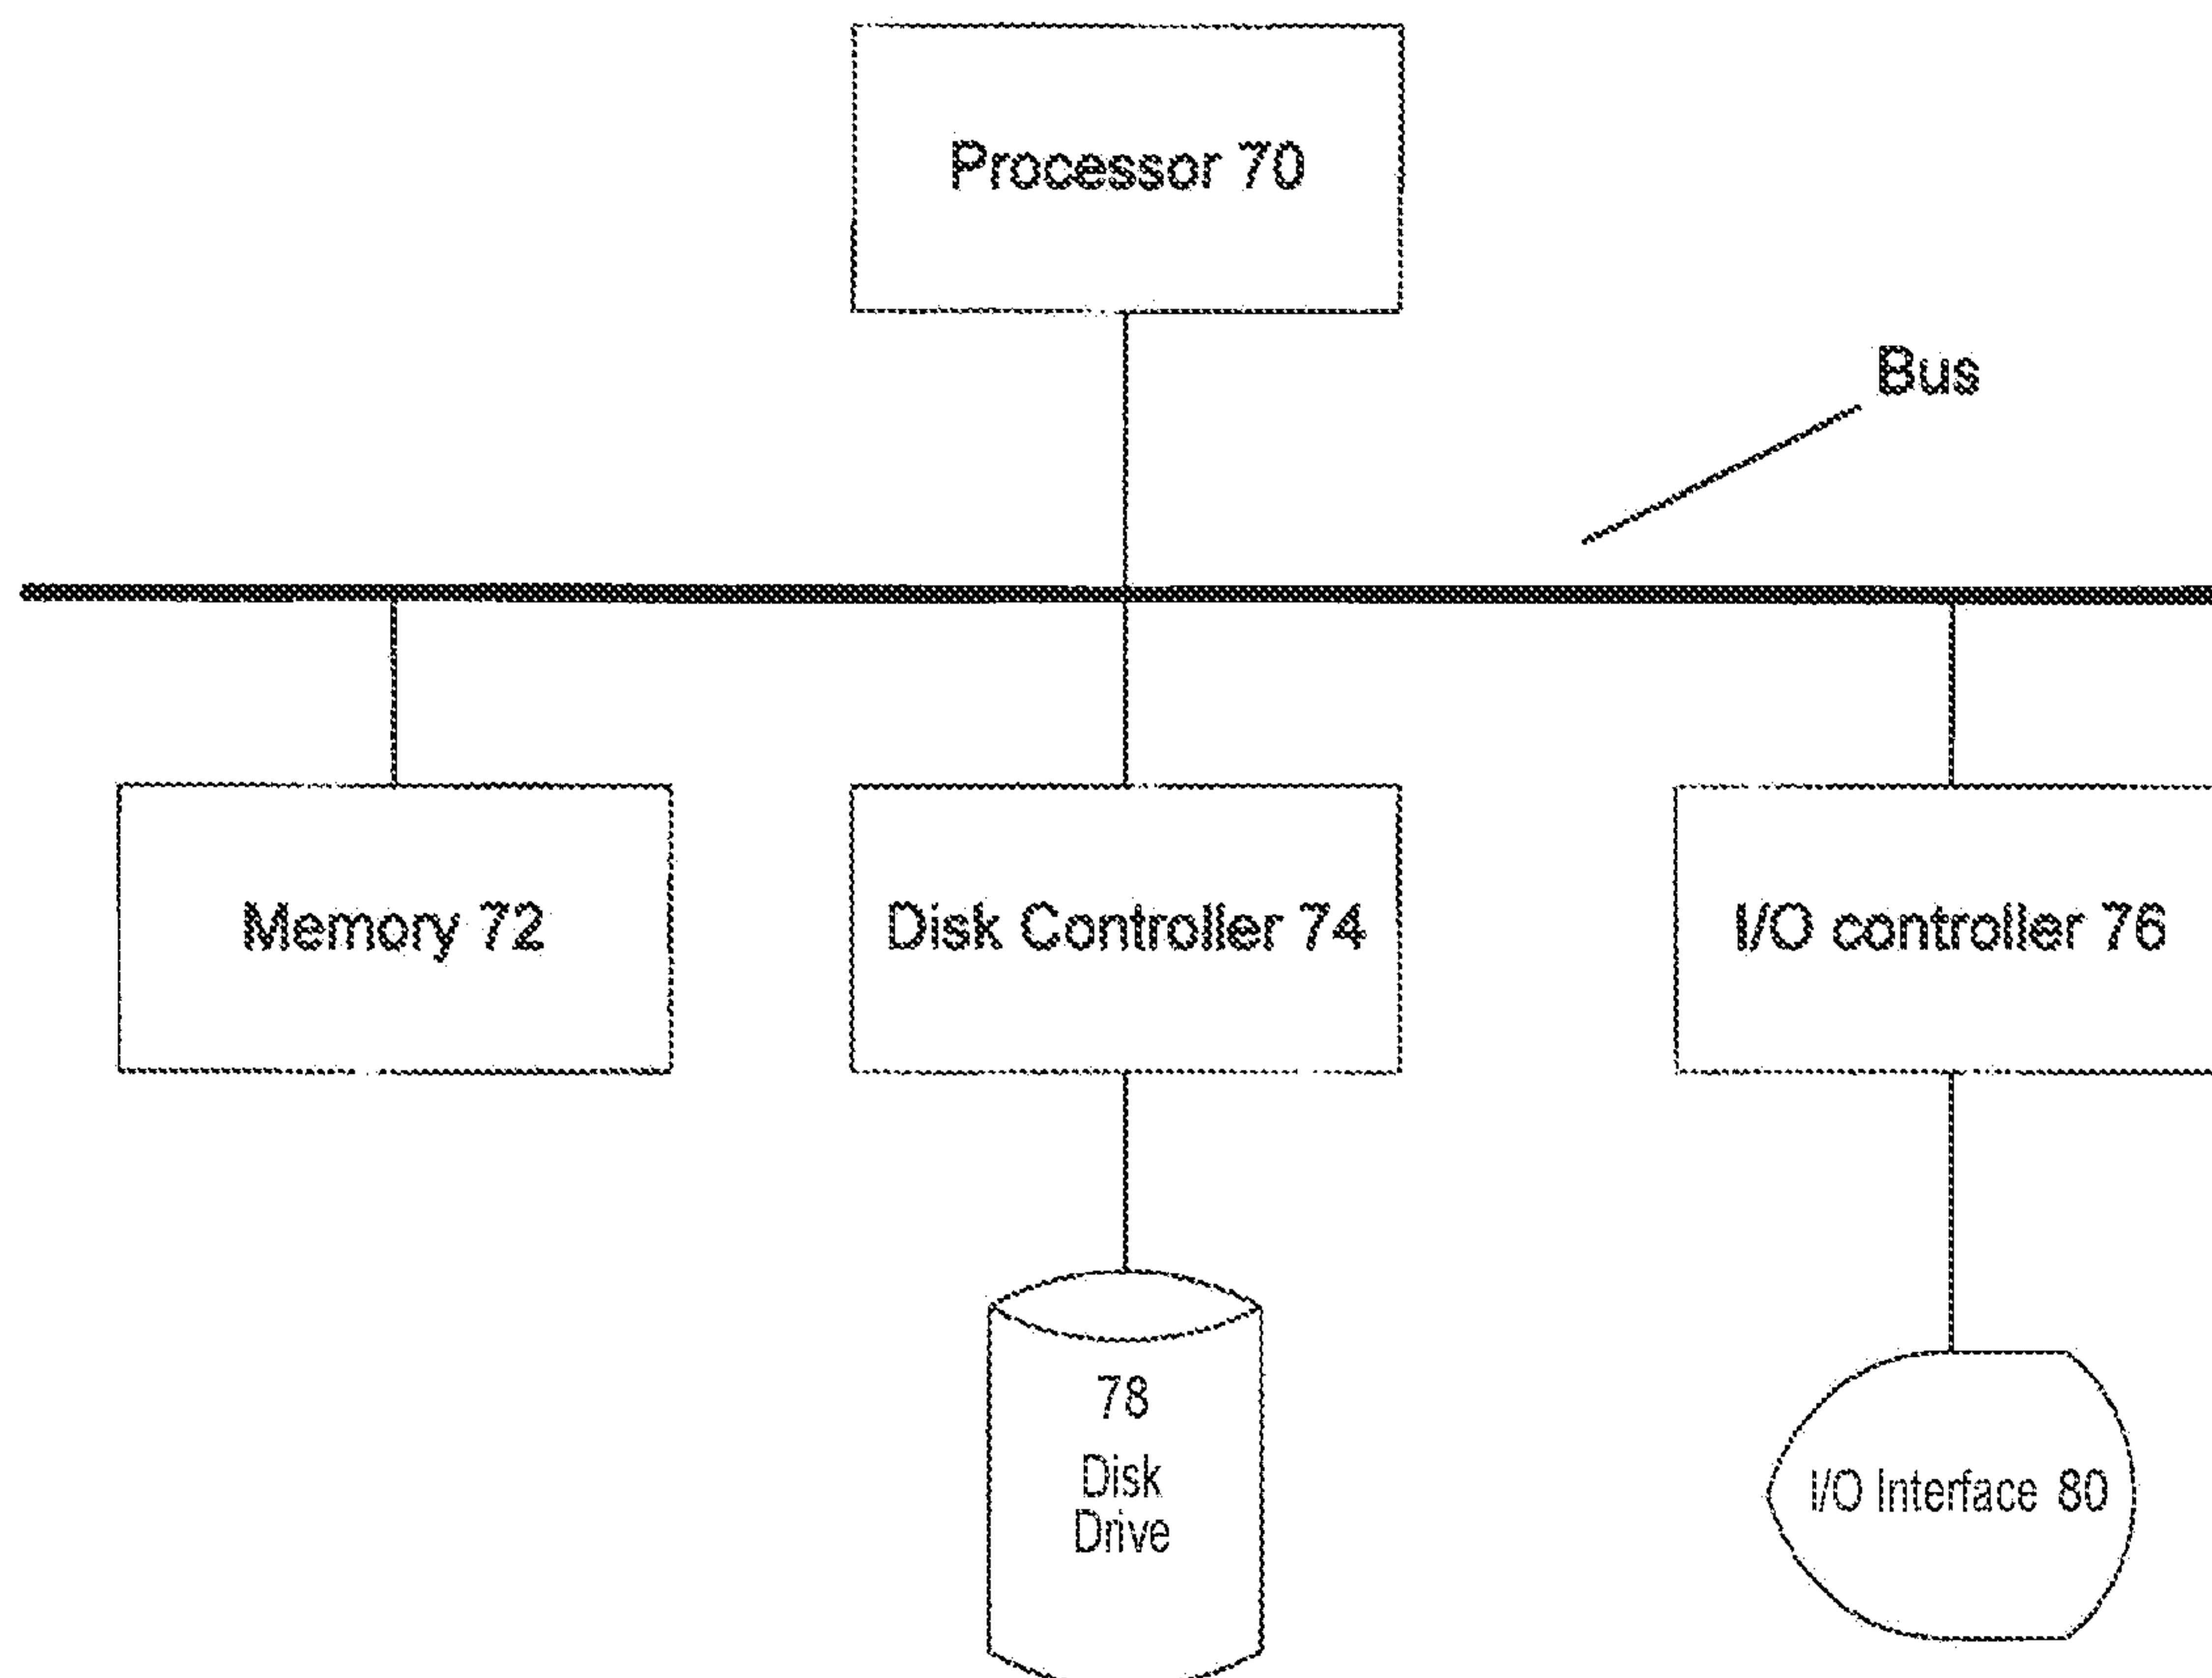 Processor 70
Bus
Memory 72
Disk Controller 74
I/O controller 76
78
Disk
Drive
I/O Interface 80